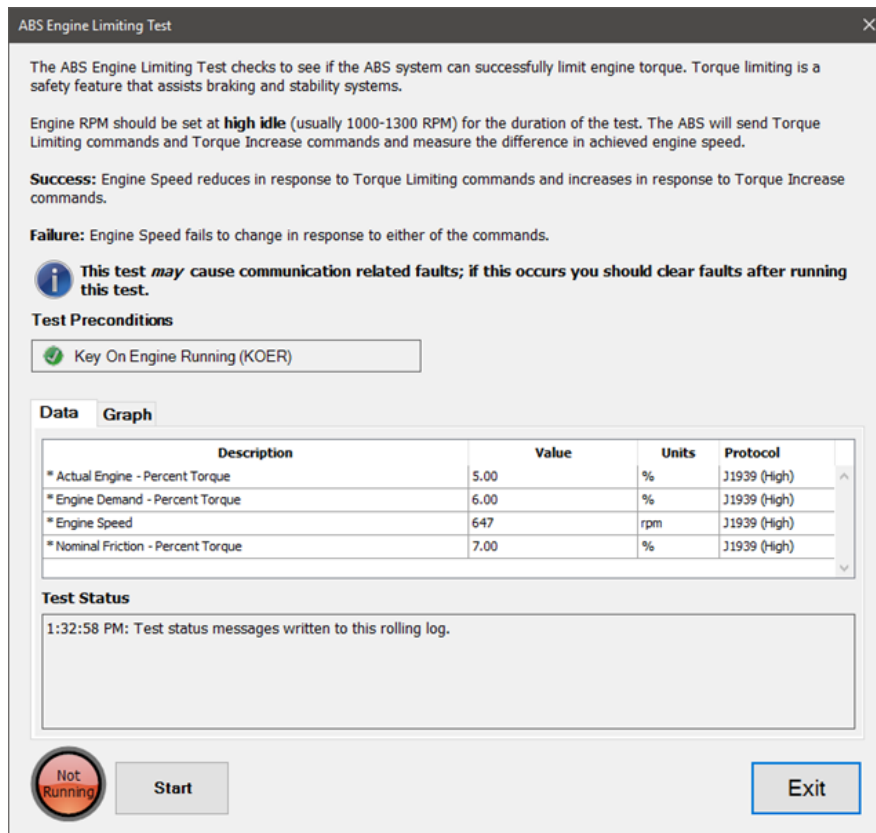 ABS Engine Limiting Test
The ABS Engine Limiting Test checks to see if the ABS system can successfully limit engine torque. Torque limiting is a
safety feature that assists braking and stability systems.
Engine RPM should be set at high idle (usually 1000-1300 RPM) for the duration of the test. The ABS will send Torque
Limiting commands and Torque Increase commands and measure the difference in achieved engine speed.
Success: Engine Speed reduces in response to Torque Limiting commands and increases in response to Torque Increase
commands.
Failure: Engine Speed fails to change in response to either of the commands.
This test may cause communication related faults; if this occurs you should clear faults after running
this test.
Test Preconditions
Key On Engine Running (KOER)
Data Graph
Description Value Units Protocol
* Actual Engine - Percent Torque 5.00 % J1939 (High)
* Engine Demand - Percent Torque 6.00 % J1939 (High)
* Engine Speed 647 rpm J1939 (High)
* Nominal Friction - Percent Torque 7.00 % J1939 (High)
Test Status
1:32:58 PM: Test status messages written to this rolling log.
Not
Running
Start
Exit